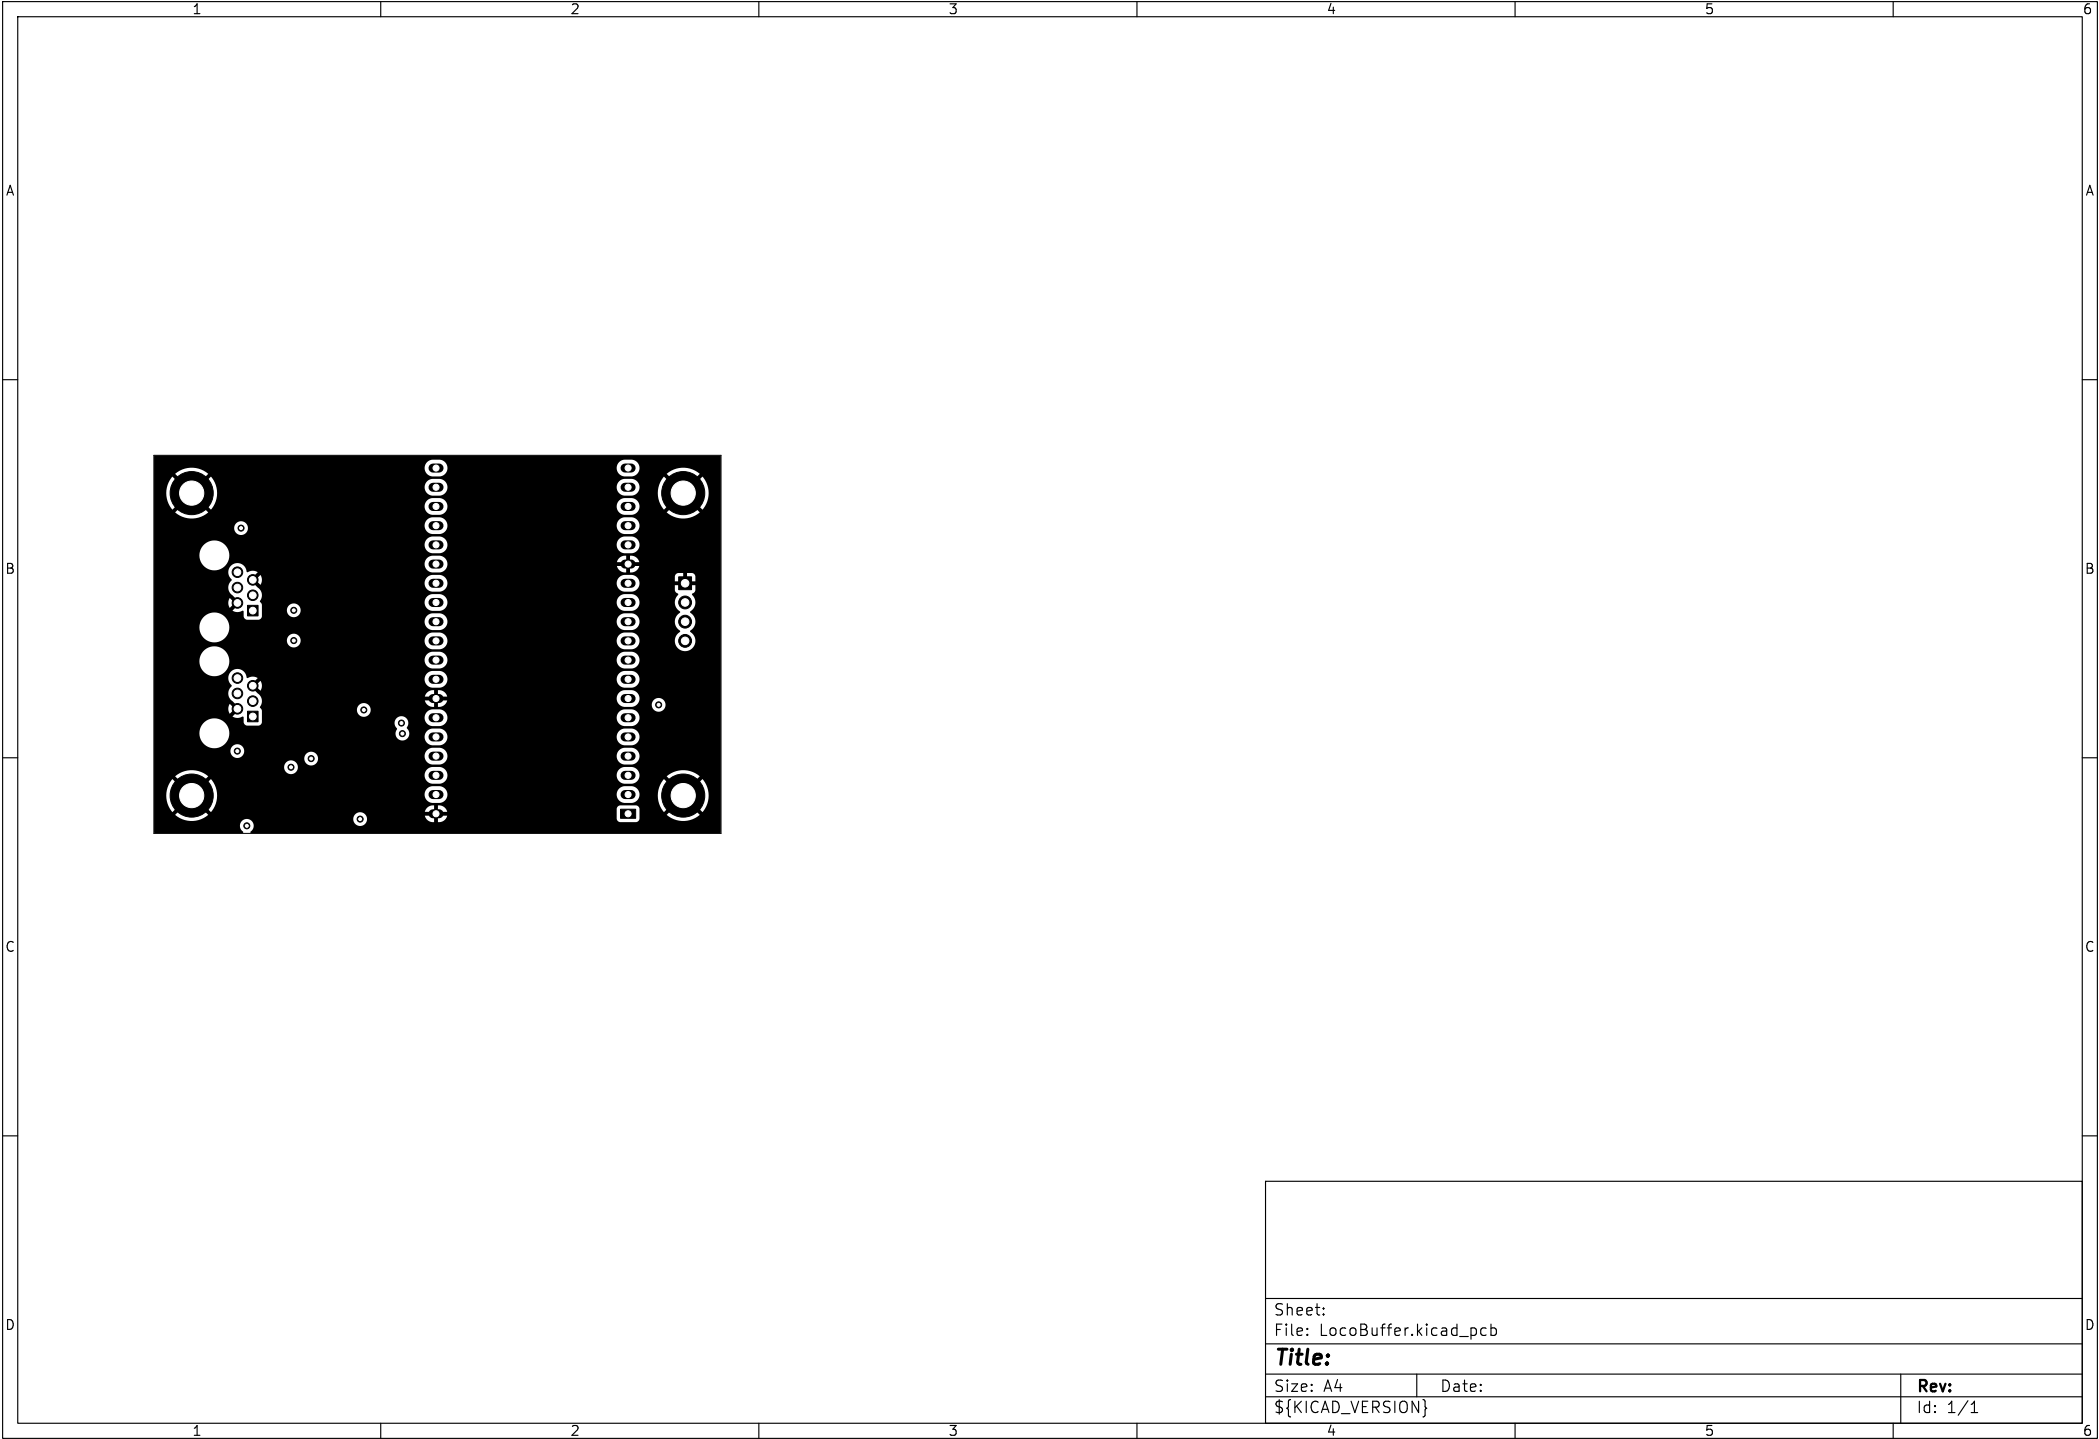 1 2 3 4 5 6
A A
B B
C C
Sheet:
File: LocoBuffer.kicad_pcb
D D
Title:
Size: A4 Date: Rev:
${KICAD_VERSION} Id: 1/1
1 2 3 4 5 6